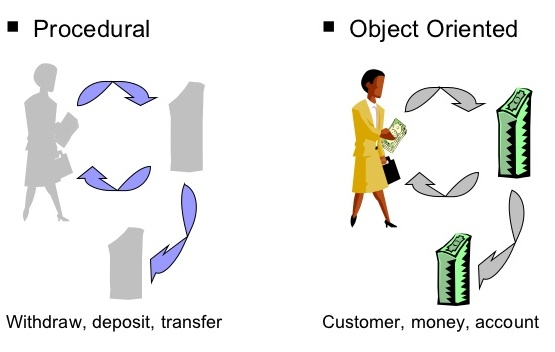 Procedural
Object Oriented
Withdraw, deposit, transfer
Customer, money, account